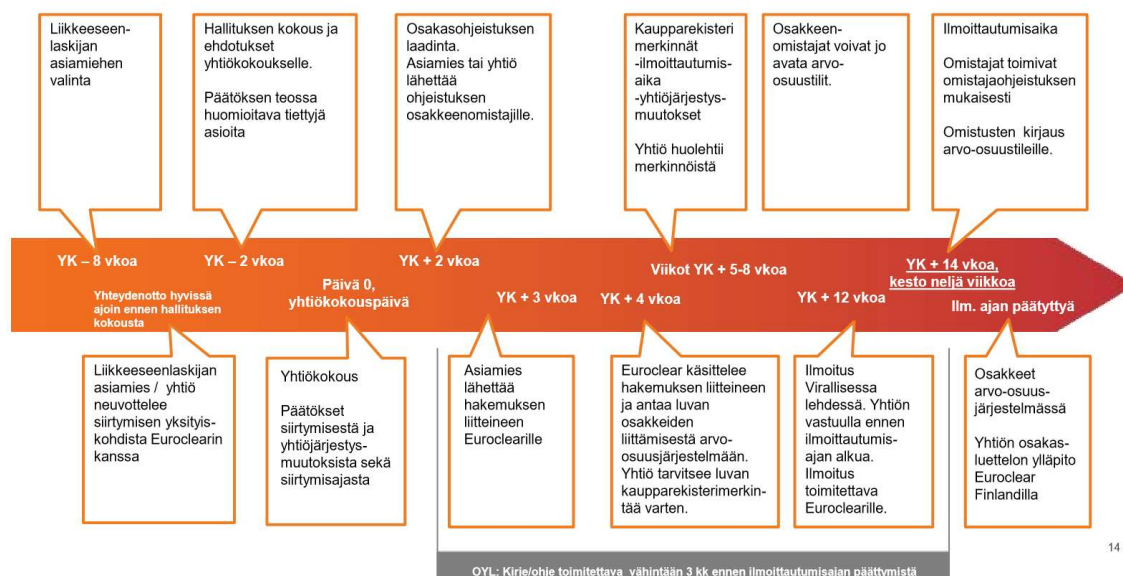 Liikkeeseen-
laskijan
asiamiehen
valinta
Hallituksen kokous ja
ehdotukset
yhtiökokoukselle.
Päätöksen teossa
huomioitava tiettyjä
asioita
Osakasohjeistuksen
laadinta.
Asiamies tai yhtiö
lähettää
ohjeistuksen
osakkeenomistajille.
Kaupparekisteri
merkinnät
-ilmoittautumis-
aika
-yhtiöjärjestys-
muutokset
Yhtiö huolehtii
merkinnöistä
Osakkeen-
omistajat voivat jo
avata arvo-
osuustilit.
Ilmoittautumisaika
Omistajat toimivat
omistajaohjeistuksen
mukaisesti
Omistusten kirjaus
arvo-osuustileille.
YK – 8 vkoa
Yhteydenotto hyvissä
ajoin ennen hallituksen
kokousta
YK – 2 vkoa
Päivä 0,
yhtiökokouspäivä
YK + 2 vkoa
YK + 3 vkoa
YK + 4 vkoa
Viikot YK + 5-8 vkoa
YK + 12 vkoa
YK + 14 vkoa,
kesto neljä viikkoa
Ilm. ajan päätyttyä
Liikkeeseenlaskijan
asiamies / yhtiö
neuvottelee
siirtymisen yksityis-
kohdista Euroclearin
kanssa
Yhtiökokous
Päätökset
siirtymisestä ja
yhtiöjärjestys-
muutoksista sekä
siirtymisajasta
Asiamies
lähettää
hakemuksen
liitteineen
Euroclearille
Euroclear käsittelee
hakemuksen liitteineen
ja antaa luvan
osakkeiden
liittämisestä arvo-
osuusjärjestelmään.
Yhtiö tarvitsee luvan
kaupparekisterimerkin-
tää varten.
Ilmoitus
Virallisessa
lehdessä. Yhtiön
vastuulla ennen
ilmoittautumis-
ajan alkua.
Ilmoitus
toimitettava
Euroclearille.
Osakkeet
arvo-osuus-
järjestelmässä
Yhtiön osakas-
luettelon ylläpito
Euroclear
Finlandilla
14
OYL: Kirje/ohje toimitettava vähintään 3 kk ennen ilmoittautumisajan päättymistä